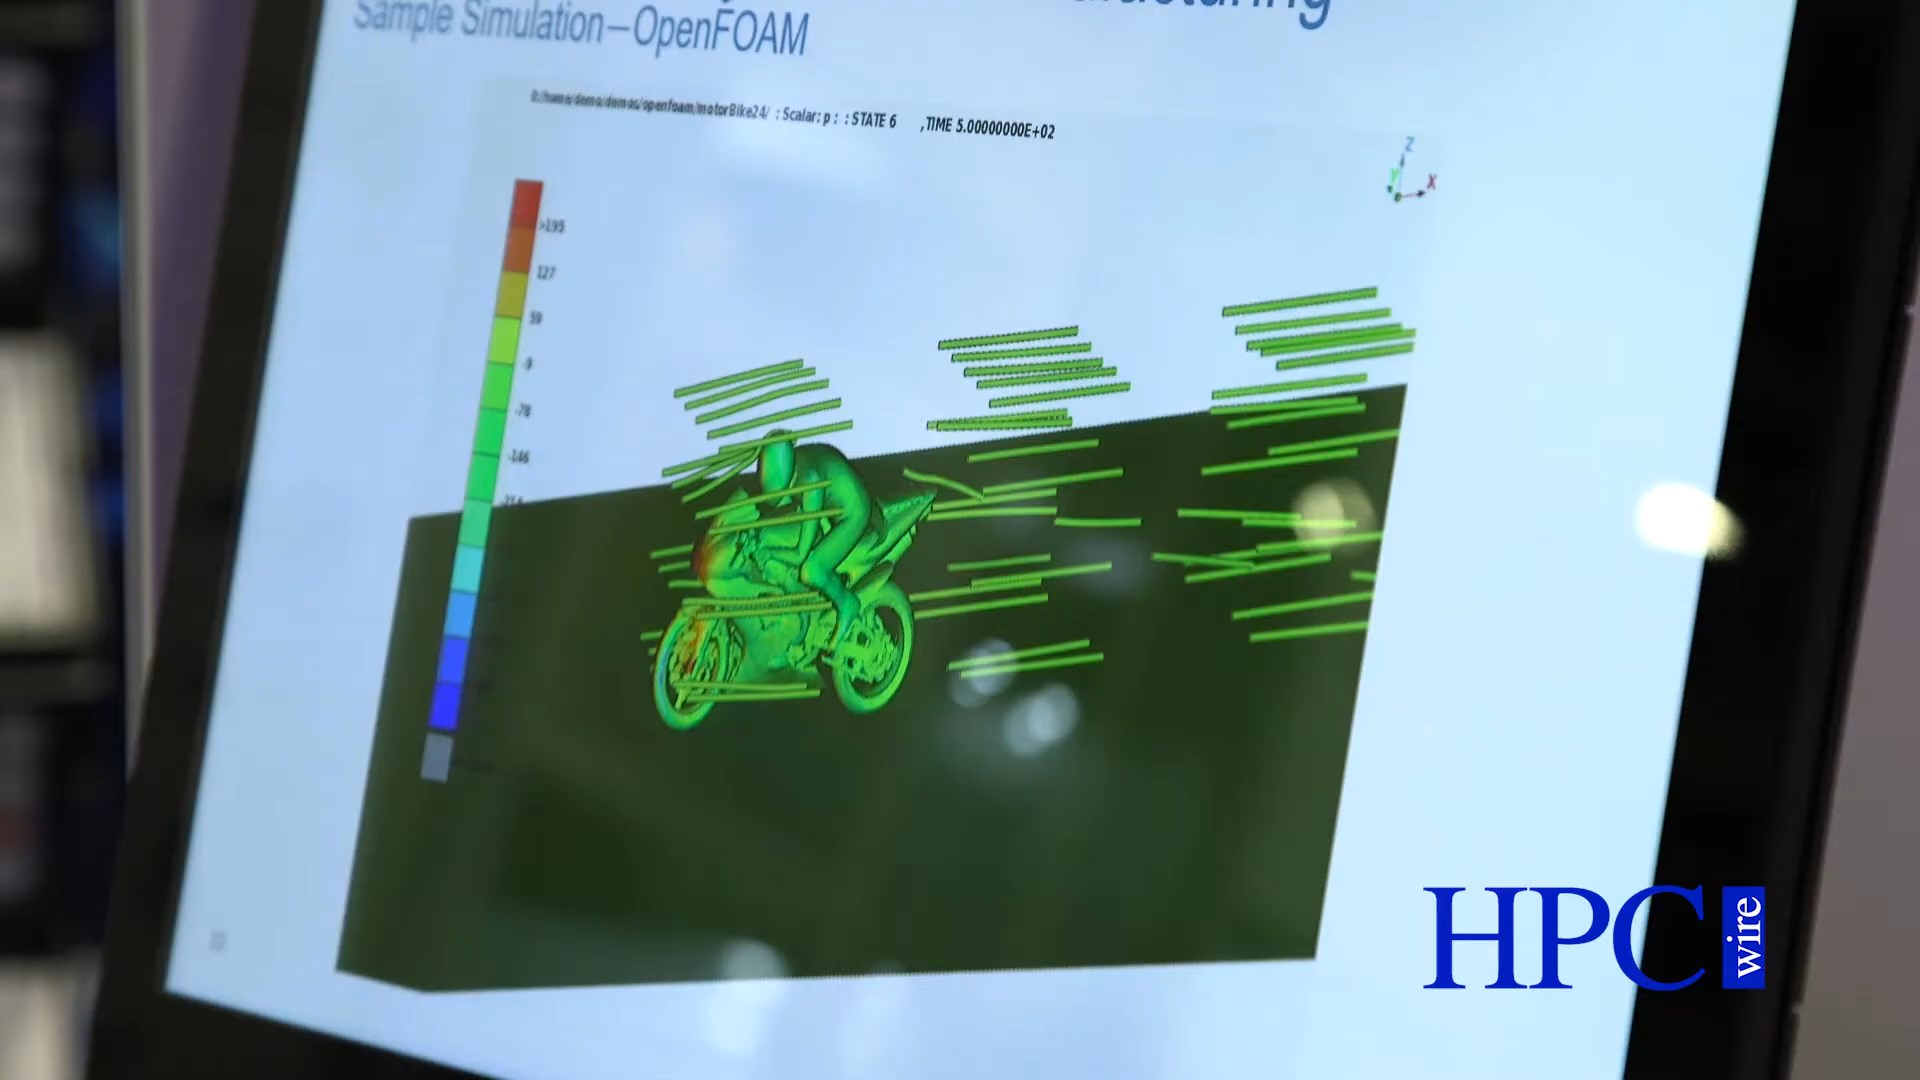 Sample Simulation—OpenFOAM
D:/home/demo/demos/openfoam/motorBike24/ : Scalar: p : : STATE 6 ,TIME 5.00000000E+02
Z
Y
X
>195
127
59
-9
-78
-146
-214
HPC
wire